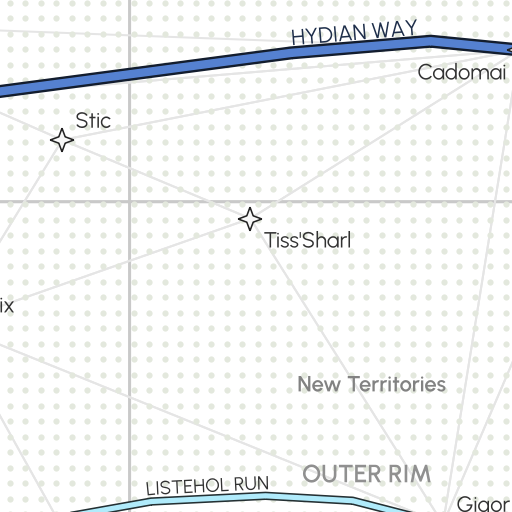 HYDIAN WAY
Cadomai
Stic
Tiss'Sharl
ix
New Territories
OUTER RIM
LISTEHOL RUN
Gigor